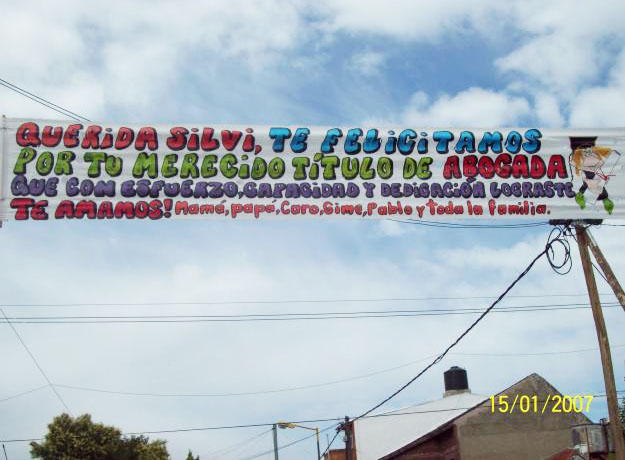 QUERIDA SILVI, TE FELICITAMOS
POR TU MERECIDO TÍTULO DE ABOGADA
QUE CON ESFUERZO, CAPACIDAD Y DEDICACIÓN LOGRASTE
TE AMAMOS! Mamá, papá, Caro, Gime, Pablo y toda la familia.
15/01/2007